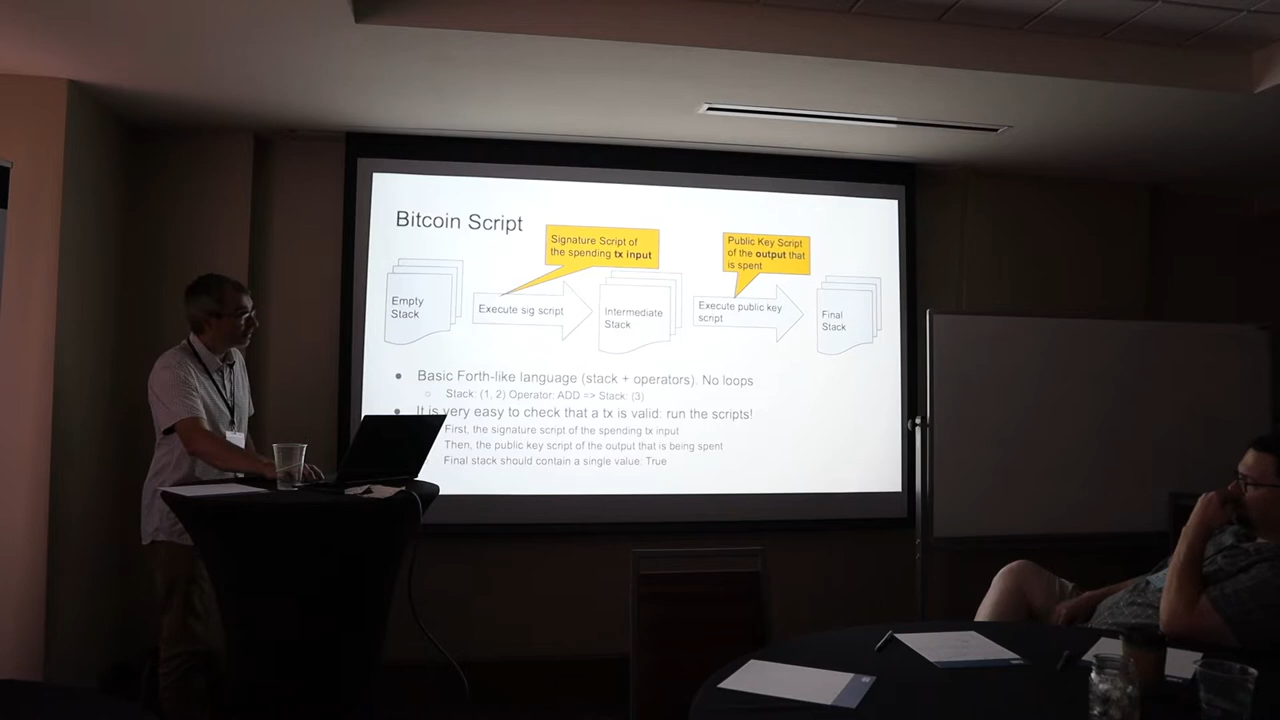 Bitcoin Script
Signature Script of
the spending tx input
Public Key Script
of the output that
is spent
Empty
Stack
Execute sig script
Intermediate
Stack
Execute public key
script
Final
Stack
Basic Forth-like language (stack + operators). No loops
Stack: (1, 2) Operator: ADD => Stack: (3)
It is very easy to check that a tx is valid: run the scripts!
First, the signature script of the spending tx input
Then, the public key script of the output that is being spent
Final stack should contain a single value: True